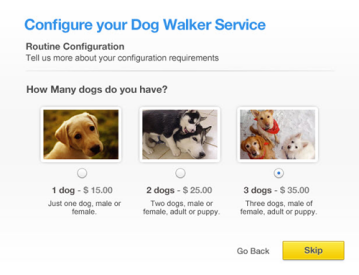 Configure your Dog Walker Service
Routine Configuration
Tell us more about your configuration requirements
How Many dogs do you have?
1 dog - $ 15.00
Just one dog, male or
female.
2 dogs - $ 25.00
Two dogs, male or
female, adult or puppy.
3 dogs - $ 35.00
Three dogs, male of
female, adult or puppy.
Go Back
Skip